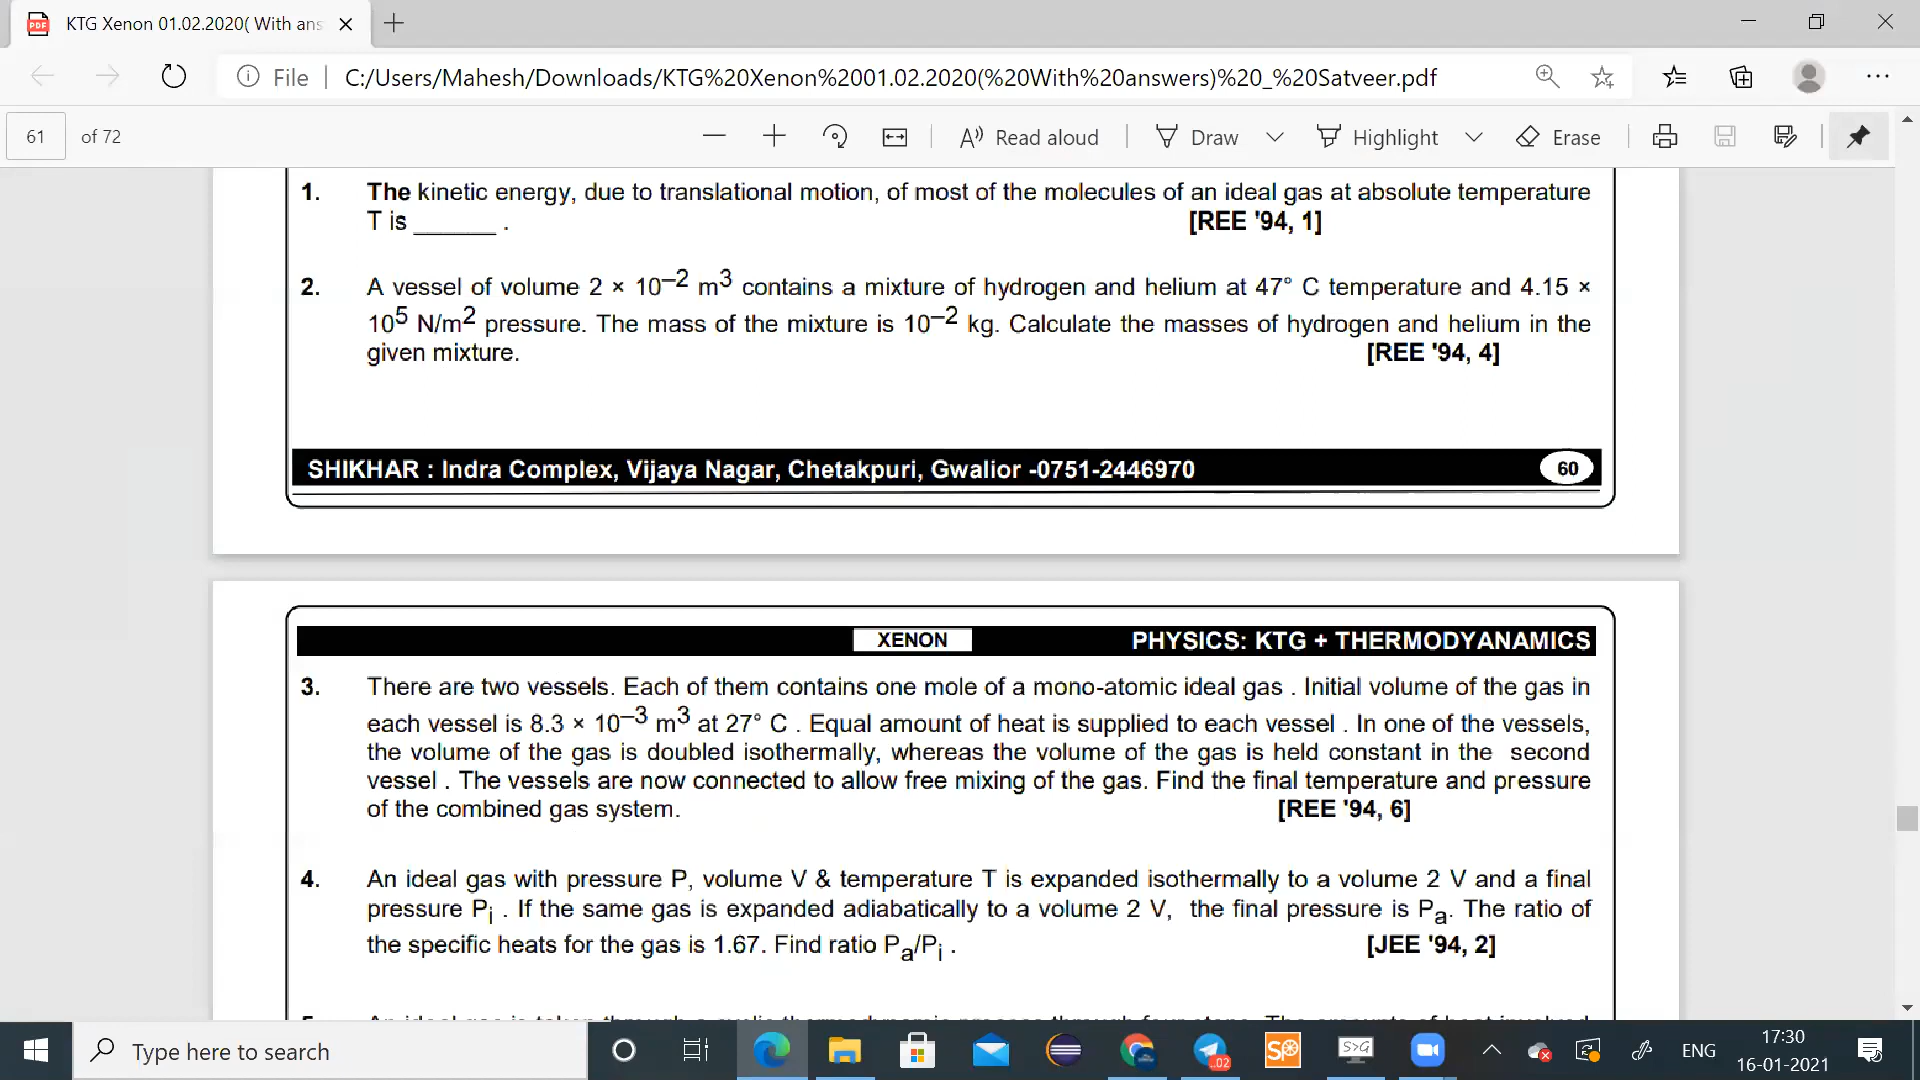 KTG Xenon 01.02.2020( With ans
File
C:/Users/Mahesh/Downloads/KTG%20Xenon%2001.02.2020(%20With%20answers)%20_%20Satveer.pdf
61 of 72
Read aloud
Draw
Highlight
Erase
1. The kinetic energy, due to translational motion, of most of the molecules of an ideal gas at absolute temperature
T is ______ . [REE '94, 1]
2. A vessel of volume 2 × 10–2 m3 contains a mixture of hydrogen and helium at 47° C temperature and 4.15 ×
105 N/m2 pressure. The mass of the mixture is 10–2 kg. Calculate the masses of hydrogen and helium in the
given mixture. [REE '94, 4]
SHIKHAR : Indra Complex, Vijaya Nagar, Chetakpuri, Gwalior -0751-2446970 60
XENON PHYSICS: KTG + THERMODYANAMICS
3. There are two vessels. Each of them contains one mole of a mono-atomic ideal gas . Initial volume of the gas in
each vessel is 8.3 × 10–3 m3 at 27° C . Equal amount of heat is supplied to each vessel . In one of the vessels,
the volume of the gas is doubled isothermally, whereas the volume of the gas is held constant in the second
vessel . The vessels are now connected to allow free mixing of the gas. Find the final temperature and pressure
of the combined gas system. [REE '94, 6]
4. An ideal gas with pressure P, volume V & temperature T is expanded isothermally to a volume 2 V and a final
pressure Pi . If the same gas is expanded adiabatically to a volume 2 V, the final pressure is Pa. The ratio of
the specific heats for the gas is 1.67. Find ratio Pa/Pi . [JEE '94, 2]
Type here to search
.02
S>G
ENG
17:30
16-01-2021